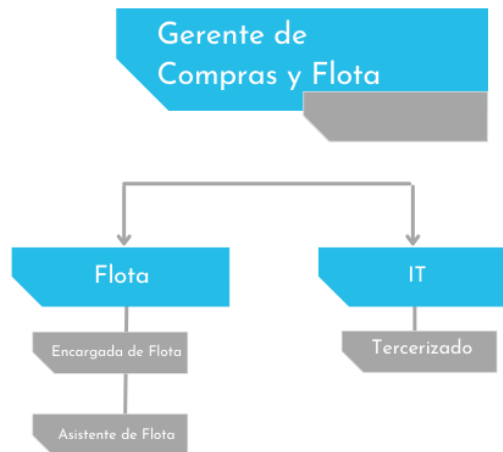 Gerente de
Compras y Flota
Flota
IT
Encargada de Flota
Tercerizado
Asistente de Flota